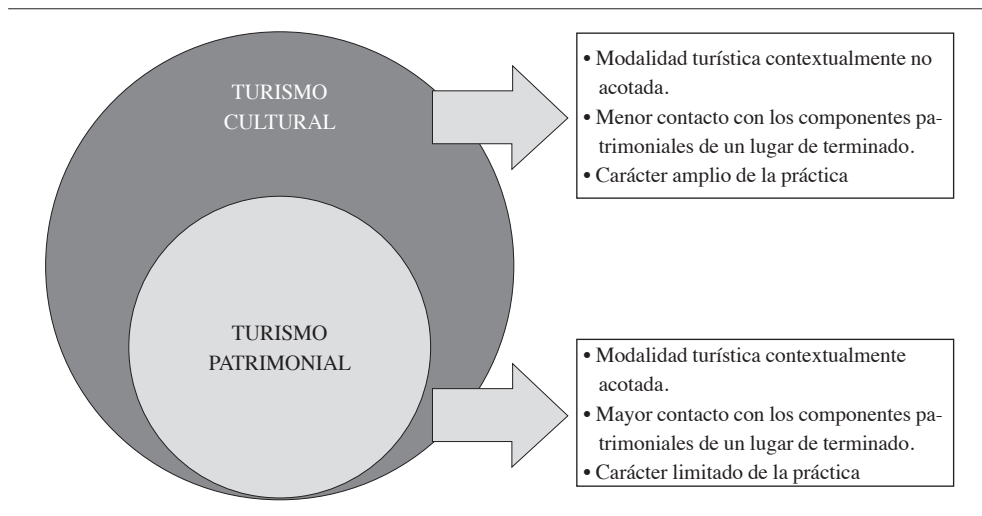 TURISMO
CULTURAL
• Modalidad turística contextualmente no
acotada.
• Menor contacto con los componentes pa-
trimoniales de un lugar de terminado.
• Carácter amplio de la práctica
TURISMO
PATRIMONIAL
• Modalidad turística contextualmente
acotada.
• Mayor contacto con los componentes pa-
trimoniales de un lugar de terminado.
• Carácter limitado de la práctica